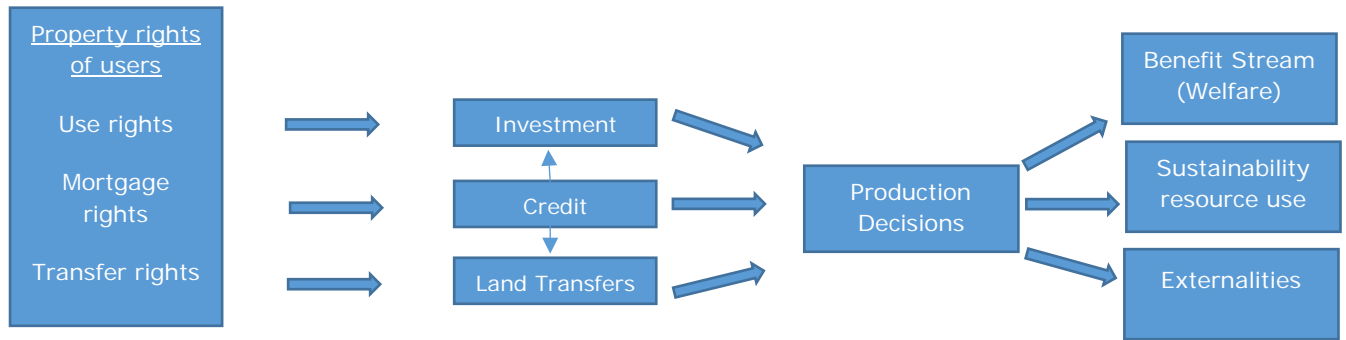 Property rights
of users
Use rights
Mortgage
rights
Transfer rights
Investment
Credit
Land Transfers
Production
Decisions
Benefit Stream
(Welfare)
Sustainability
resource use
Externalities